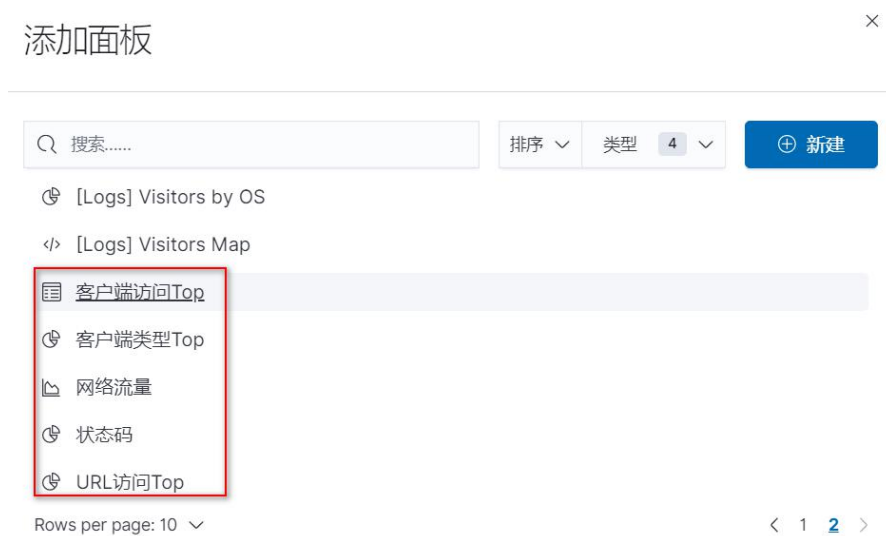 添加面板
搜索...... 排序 类型 4 新建
[Logs] Visitors by OS
[Logs] Visitors Map
客户端访问Top
客户端类型Top
网络流量
状态码
URL访问Top
Rows per page: 10 1 2